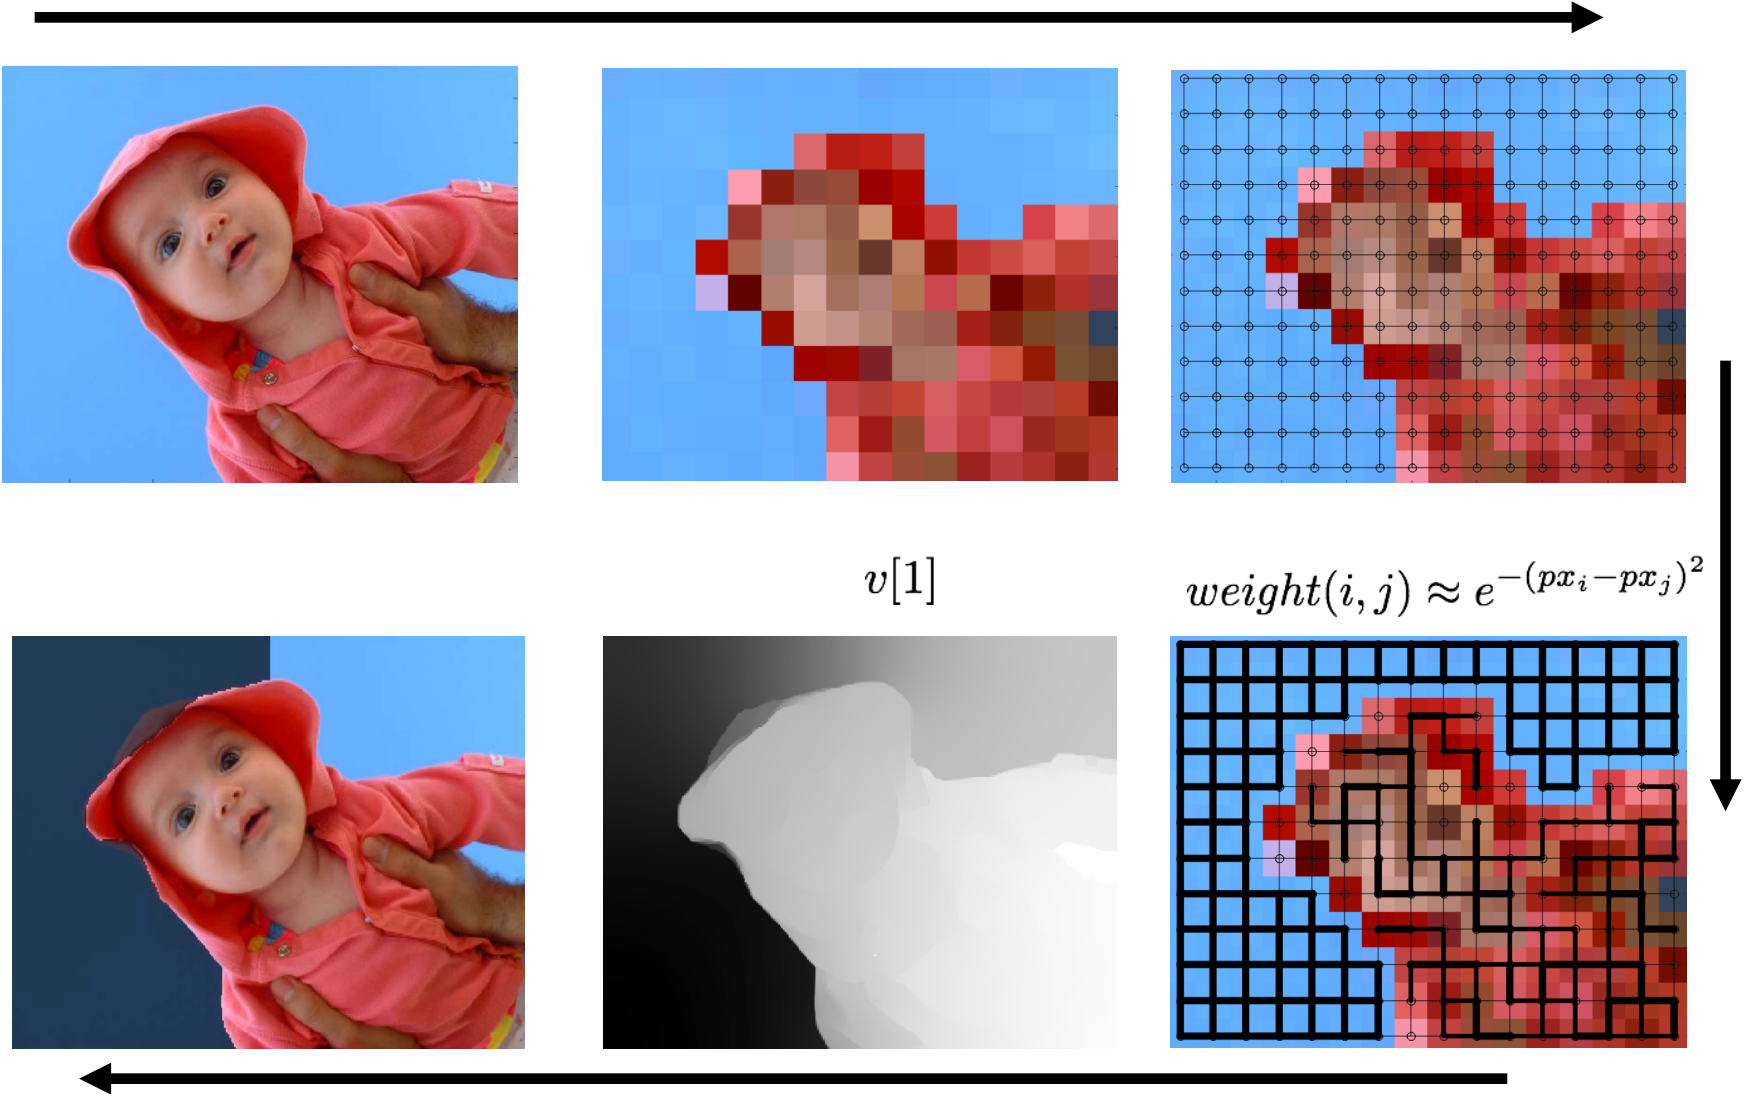 v[1]
weight(i, j) ≈ e^{-(px_i-px_j)^2}